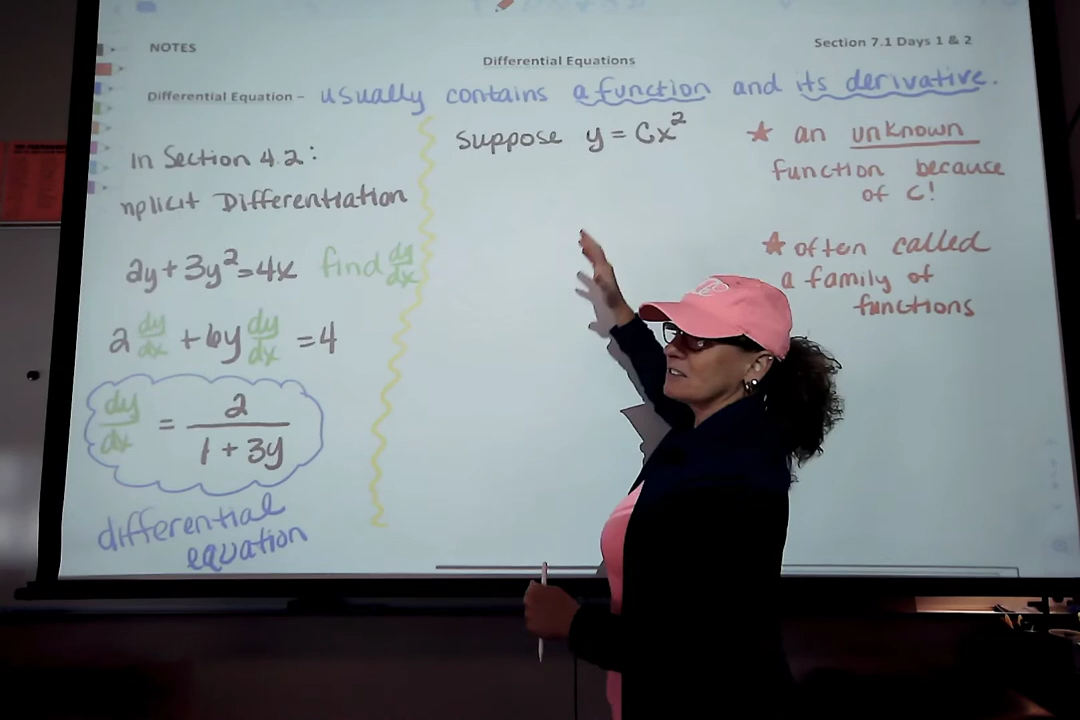 NOTES
Differential Equations
Section 7.1 Days 1 & 2
Differential Equation – usually contains a function and its derivative.
in Section 4.2:
mplicit Differentiation
2y + 3y² = 4x find dy/dx
2 dy/dx + 6y dy/dx = 4
dy/dx = 2/(1 + 3y)
differential
equation
suppose y = Cx²
★ an unknown
function because
of C!
★ often called
a family of
functions